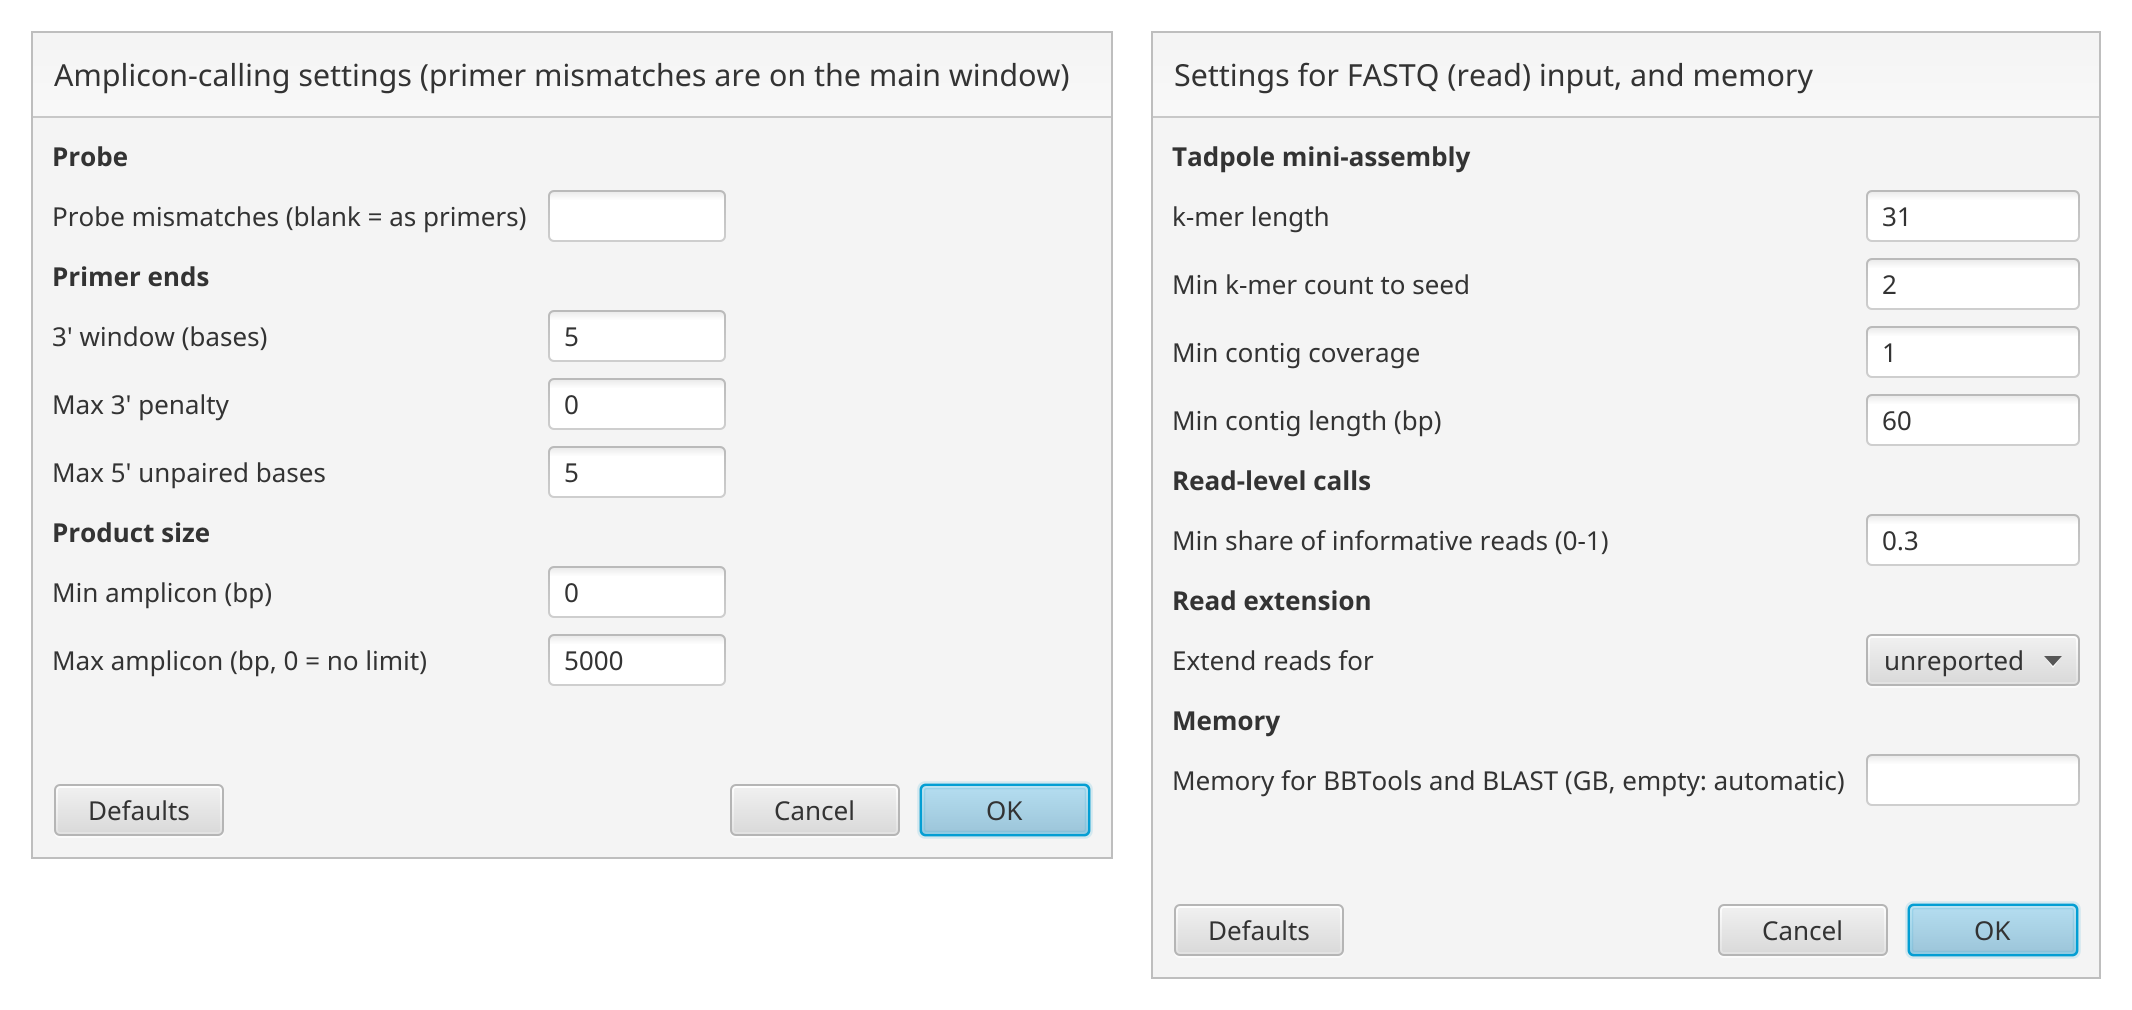 Amplicon-calling settings (primer mismatches are on the main window)
Probe
Probe mismatches (blank = as primers)
Primer ends
3' window (bases) 5
Max 3' penalty 0
Max 5' unpaired bases 5
Product size
Min amplicon (bp) 0
Max amplicon (bp, 0 = no limit) 5000
Defaults Cancel OK
Settings for FASTQ (read) input, and memory
Tadpole mini-assembly
k-mer length 31
Min k-mer count to seed 2
Min contig coverage 1
Min contig length (bp) 60
Read-level calls
Min share of informative reads (0-1) 0.3
Read extension
Extend reads for unreported
Memory
Memory for BBTools and BLAST (GB, empty: automatic)
Defaults Cancel OK